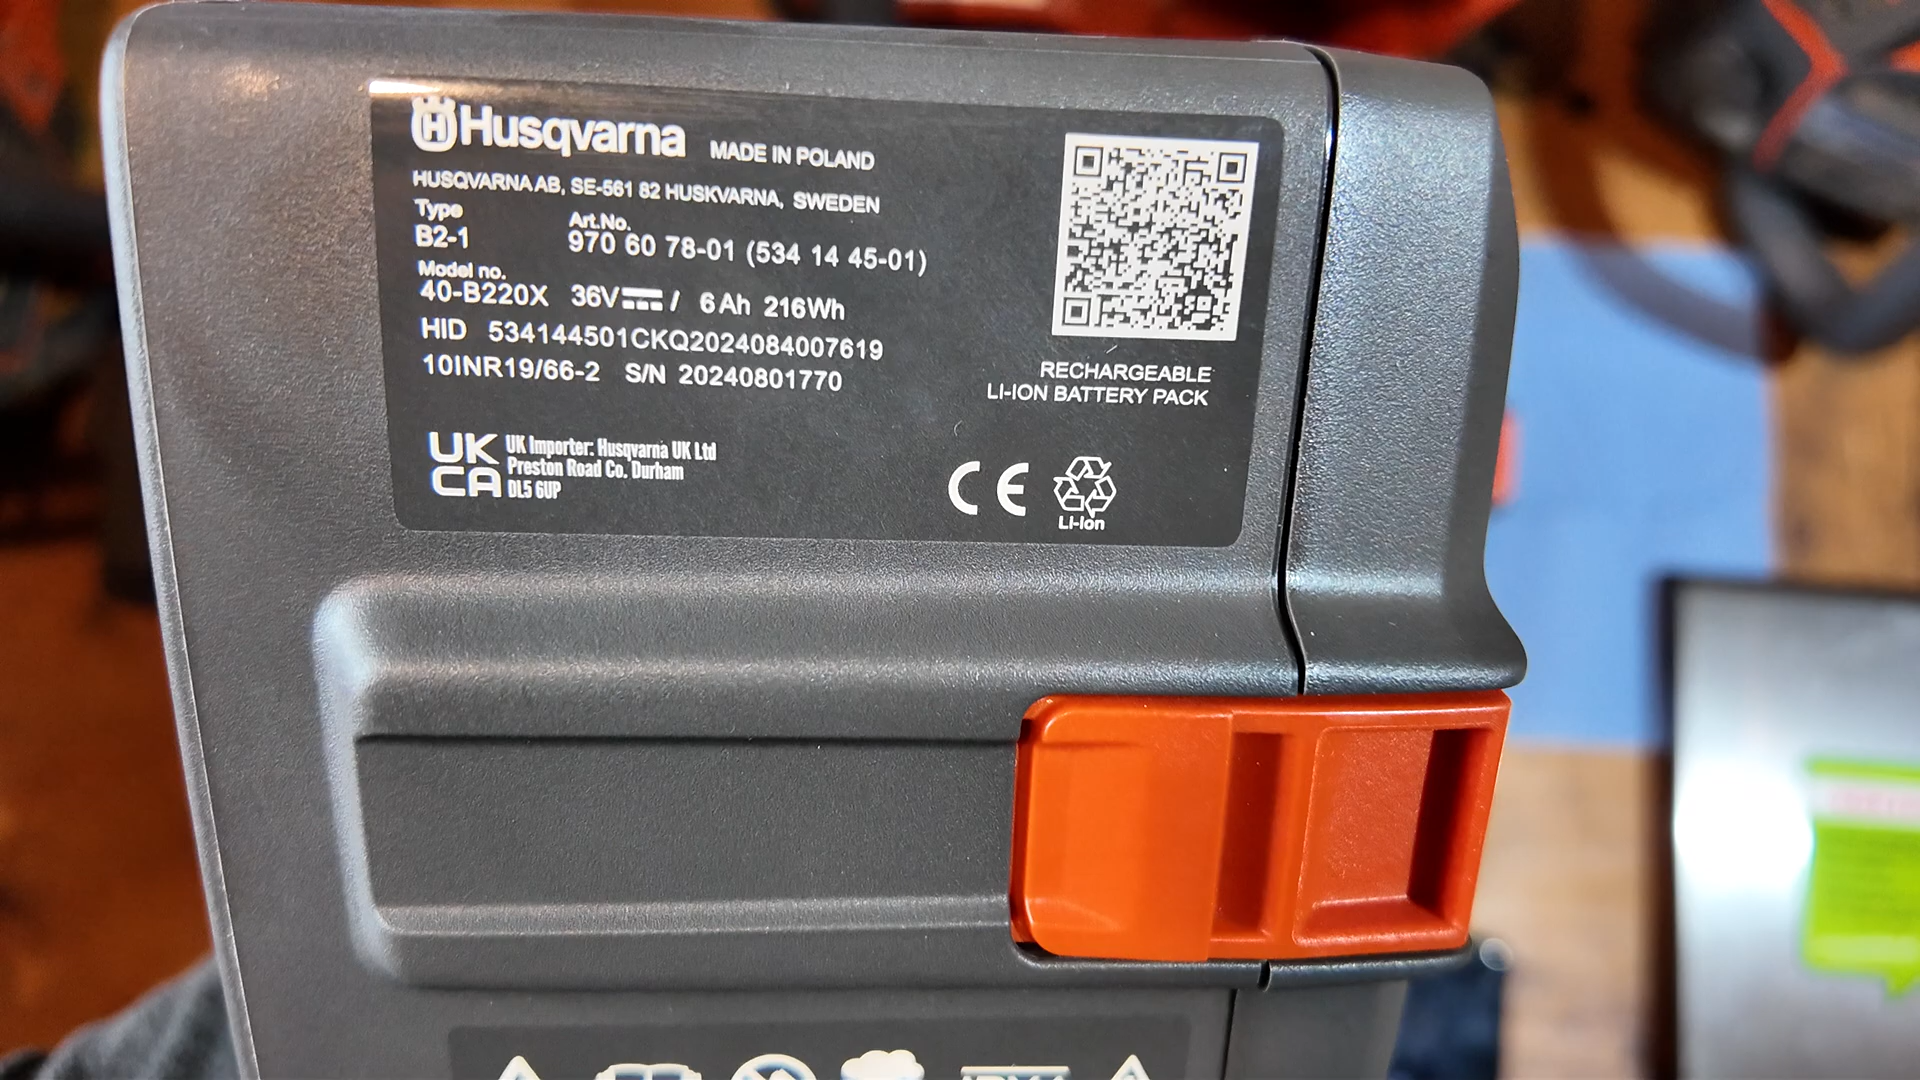 Husqvarna MADE IN POLAND
HUSQVARNA AB, SE-561 82 HUSKVARNA, SWEDEN
Type Art.No.
B2-1 970 60 78-01 (534 14 45-01)
Model no.
40-B220X 36V / 6 Ah 216Wh
HID 534144501CKQ2024084007619
10INR19/66-2 S/N 20240801770
RECHARGEABLE
LI-ION BATTERY PACK
UK
CA
UK Importer: Husqvarna UK Ltd
Preston Road Co. Durham
DL5 6UP
CE
Li-ion